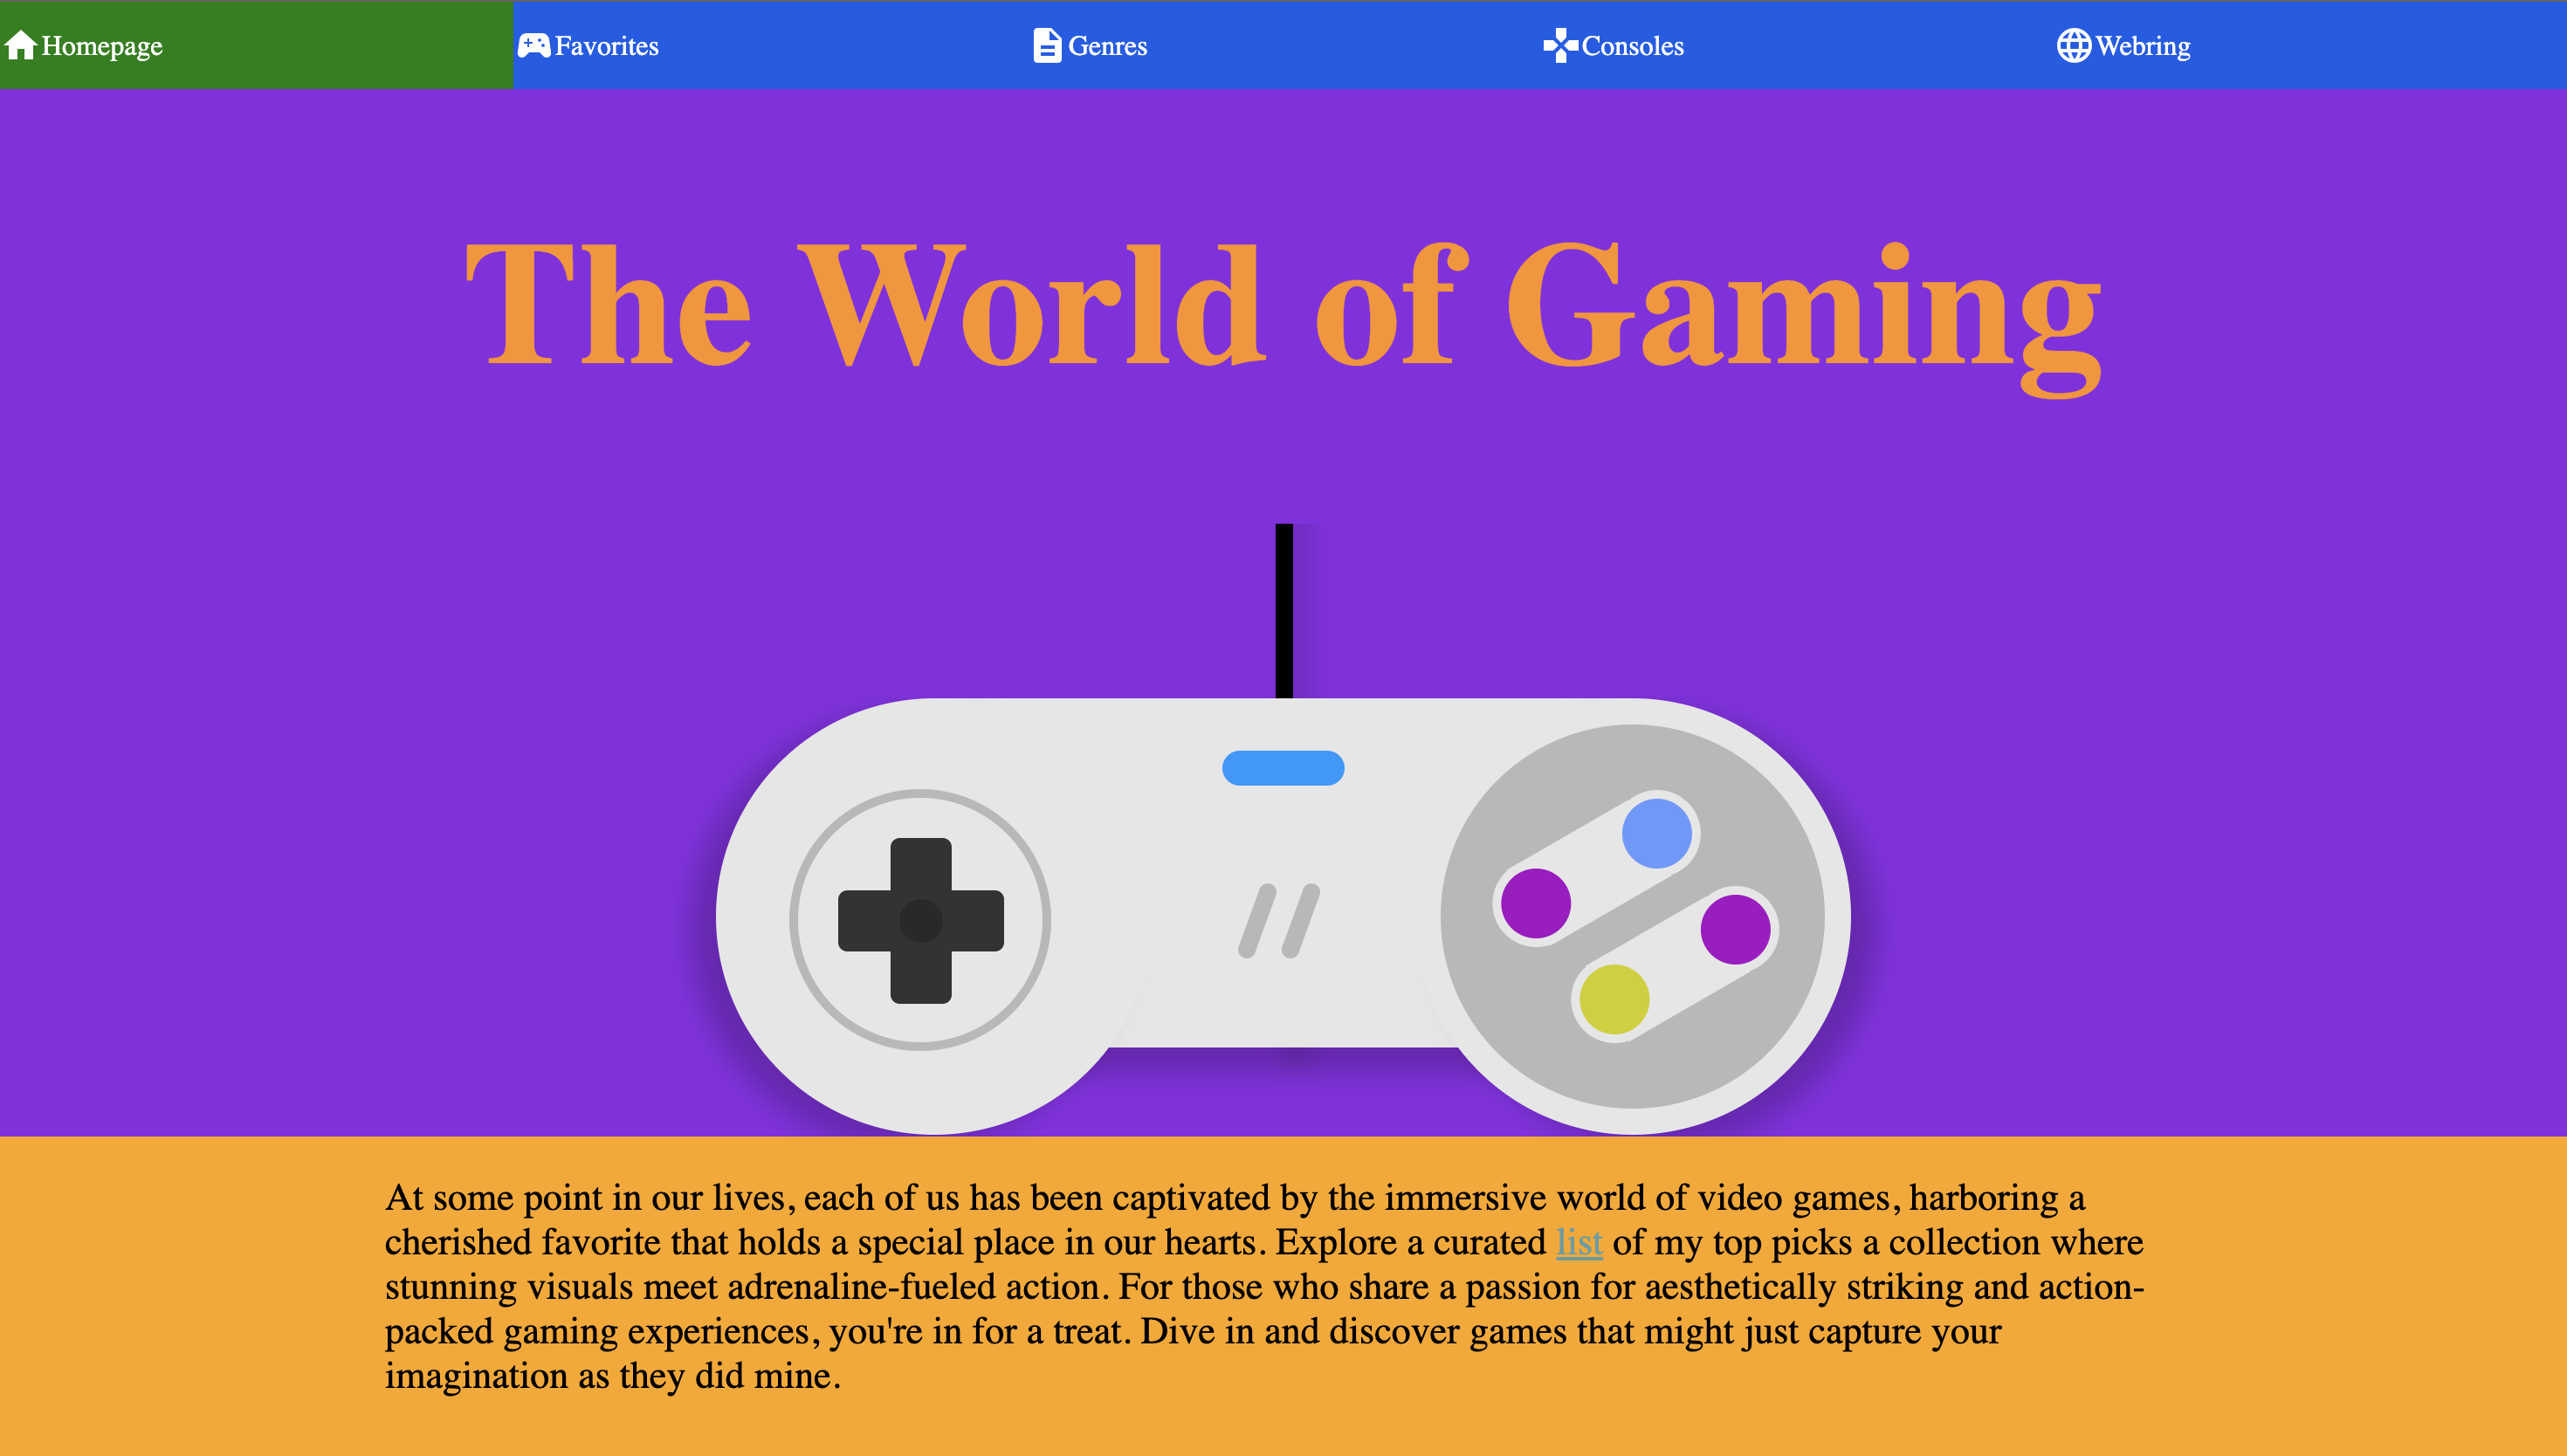 Homepage
Favorites
Genres
Consoles
Webring
The World of Gaming
At some point in our lives, each of us has been captivated by the immersive world of video games, harboring a
cherished favorite that holds a special place in our hearts. Explore a curated list of my top picks a collection where
stunning visuals meet adrenaline-fueled action. For those who share a passion for aesthetically striking and action-
packed gaming experiences, you're in for a treat. Dive in and discover games that might just capture your
imagination as they did mine.